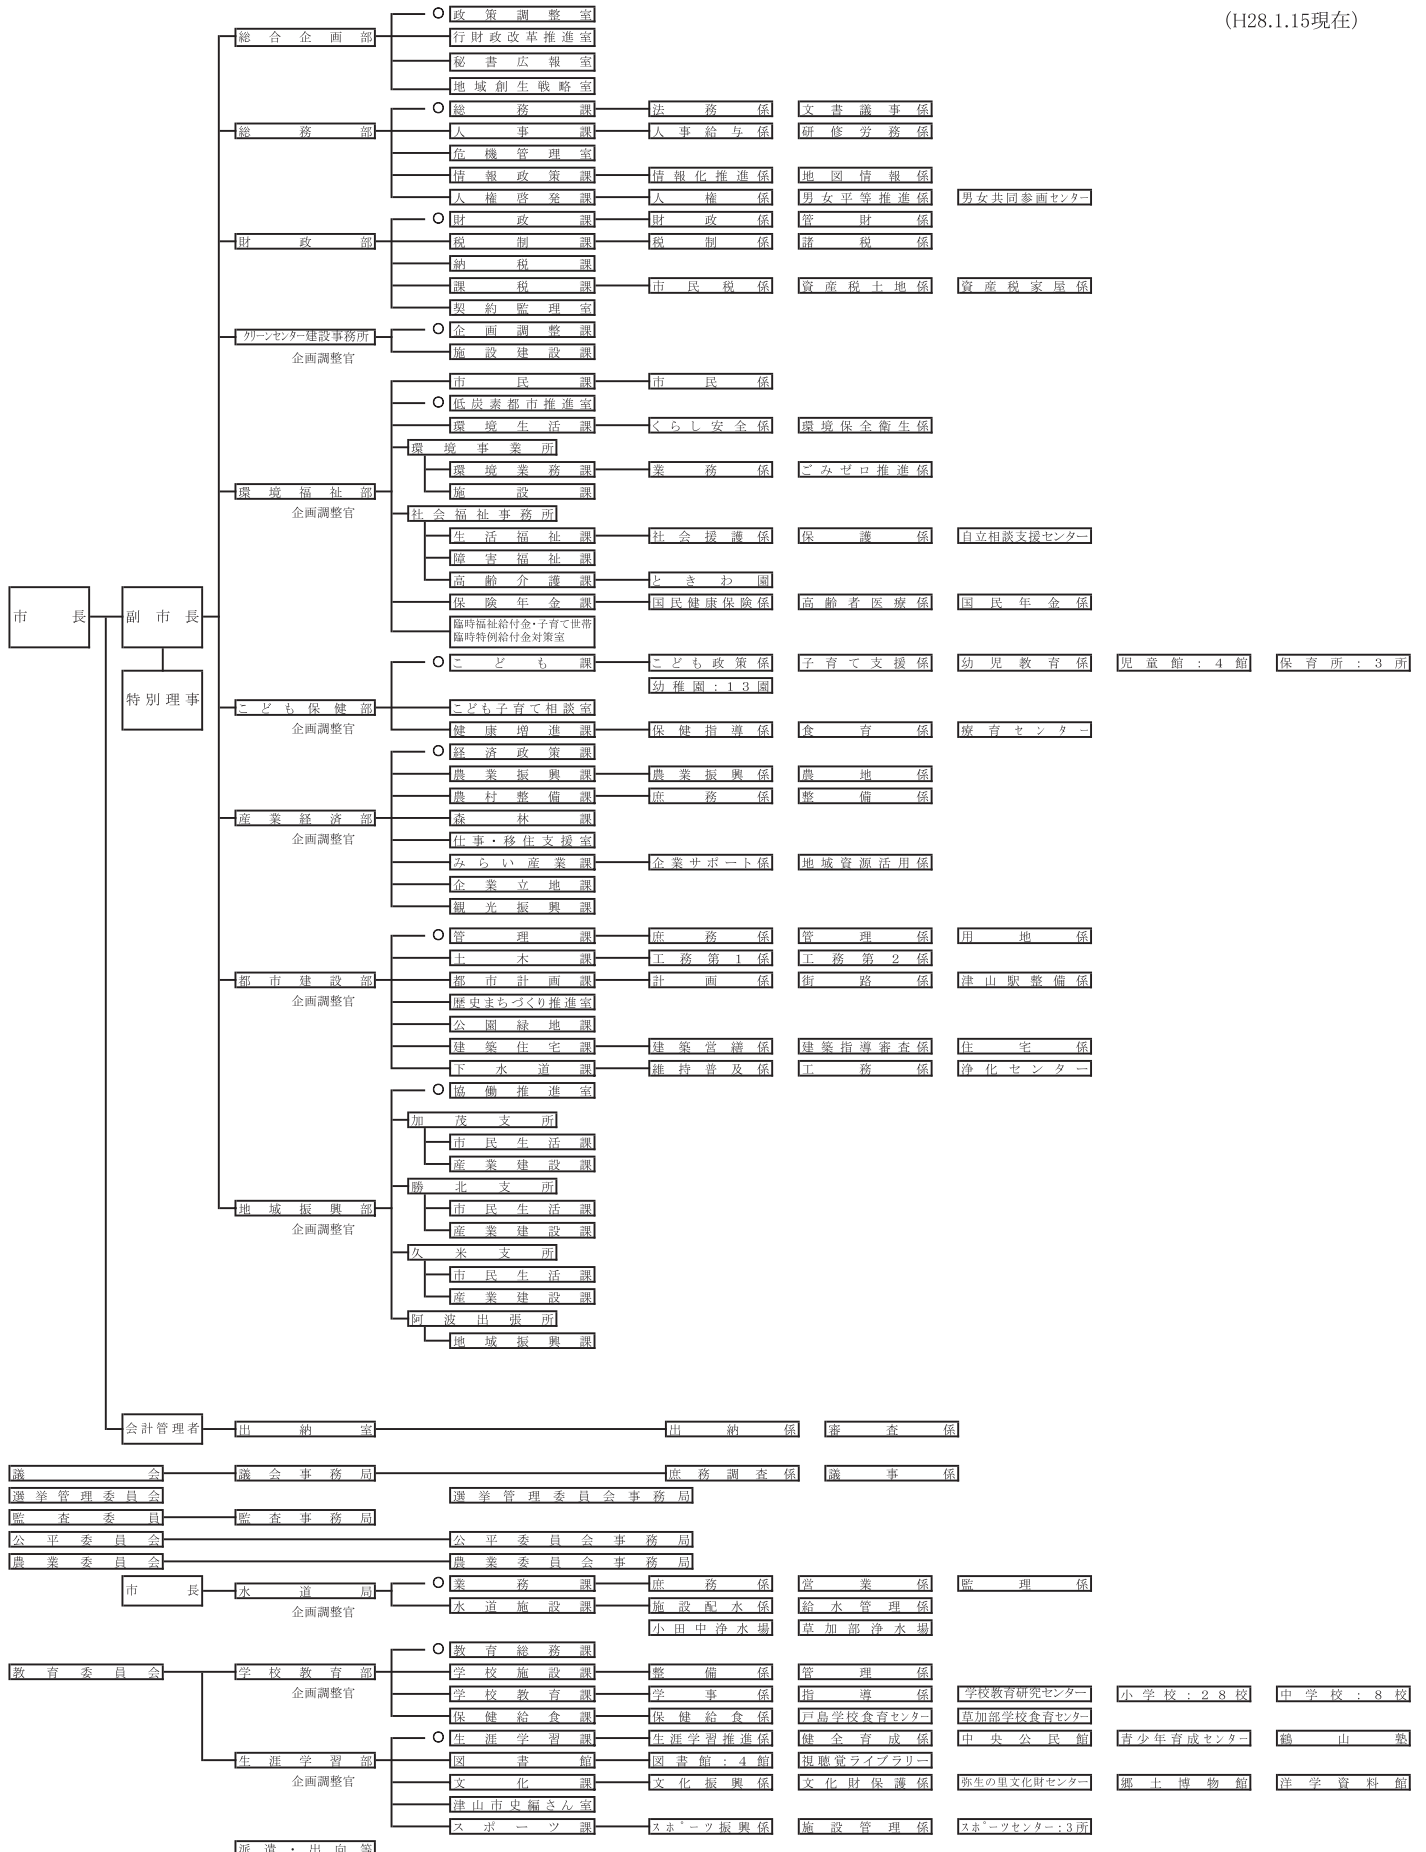 (H28.1.15現在)
○ 政策調整室
総合企画部 行財政改革推進室
秘書広報室
地域創生戦略室
○ 総務課 法務係 文書議事係
総務部 人事課 人事給与係 研修労務係
危機管理室
情報政策課 情報化推進係 地図情報係
人権啓発課 人権係 男女平等推進係 男女共同参画センター
○ 財政課 財政係 管財係
財政部 税制課 税制係 諸税係
納税課
課税課 市民税係 資産税土地係 資産税家屋係
契約監理室
クリーンセンター建設事務所 ○ 企画調整課
企画調整官 施設建設課
市民課 市民係
○ 低炭素都市推進室
環境生活課 くらし安全係 環境保全衛生係
環境事業所
環境業務課 業務係 ごみゼロ推進係
環境福祉部 施設課
企画調整官 社会福祉事務所
生活福祉課 社会援護係 保護係 自立相談支援センター
障害福祉課
高齢介護課 ときわ園
保険年金課 国民健康保険係 高齢者医療係 国民年金係
市長 副市長
臨時福祉給付金・子育て世帯
臨時特例給付金対策室
○ こども課 こども政策係 子育て支援係 幼児教育係 児童館:4館 保育所:3所
幼稚園:13園
特別理事
こども保健部 こども子育て相談室
企画調整官 健康増進課 保健指導係 食育係 療育センター
○ 経済政策課
農業振興課 農業振興係 農地係
農村整備課 庶務係 整備係
産業経済部 森林課
企画調整官 仕事・移住支援室
みらい産業課 企業サポート係 地域資源活用係
企業立地課
観光振興課
○ 管理課 庶務係 管理係 用地係
土木課 工務第1係 工務第2係
都市建設部 都市計画課 計画係 街路係 津山駅整備係
企画調整官 歴史まちづくり推進室
公園緑地課
建築住宅課 建築営繕係 建築指導審査係 住宅係
下水道課 維持普及係 工務係 浄化センター
○ 協働推進室
加茂支所
市民生活課
産業建設課
勝北支所
地域振興部 市民生活課
企画調整官 産業建設課
久米支所
市民生活課
産業建設課
阿波出張所
地域振興課
会計管理者 出納室 出納係 審査係
議会 議会事務局 庶務調査係 議事係
選挙管理委員会 選挙管理委員会事務局
監査委員 監査事務局
公平委員会 公平委員会事務局
農業委員会 農業委員会事務局
市長 水道局 ○ 業務課 庶務係 営業係 監理係
企画調整官 水道施設課 施設配水係 給水管理係
小田中浄水場 草加部浄水場
○ 教育総務課
教育委員会 学校教育部 学校施設課 整備係 管理係
企画調整官 学校教育課 学事係 指導係 学校教育研究センター 小学校:28校 中学校:8校
保健給食課 保健給食係 戸島学校食育センター 草加部学校食育センター
○ 生涯学習課 生涯学習推進係 健全育成係 中央公民館 青少年育成センター 鶴山塾
生涯学習部 図書館 図書館:4館 視聴覚ライブラリー
企画調整官 文化課 文化振興係 文化財保護係 弥生の里文化財センター 郷土博物館 洋学資料館
津山市史編さん室
スポーツ課 スポーツ振興係 施設管理係 スポーツセンター:3所
派遣・出向等